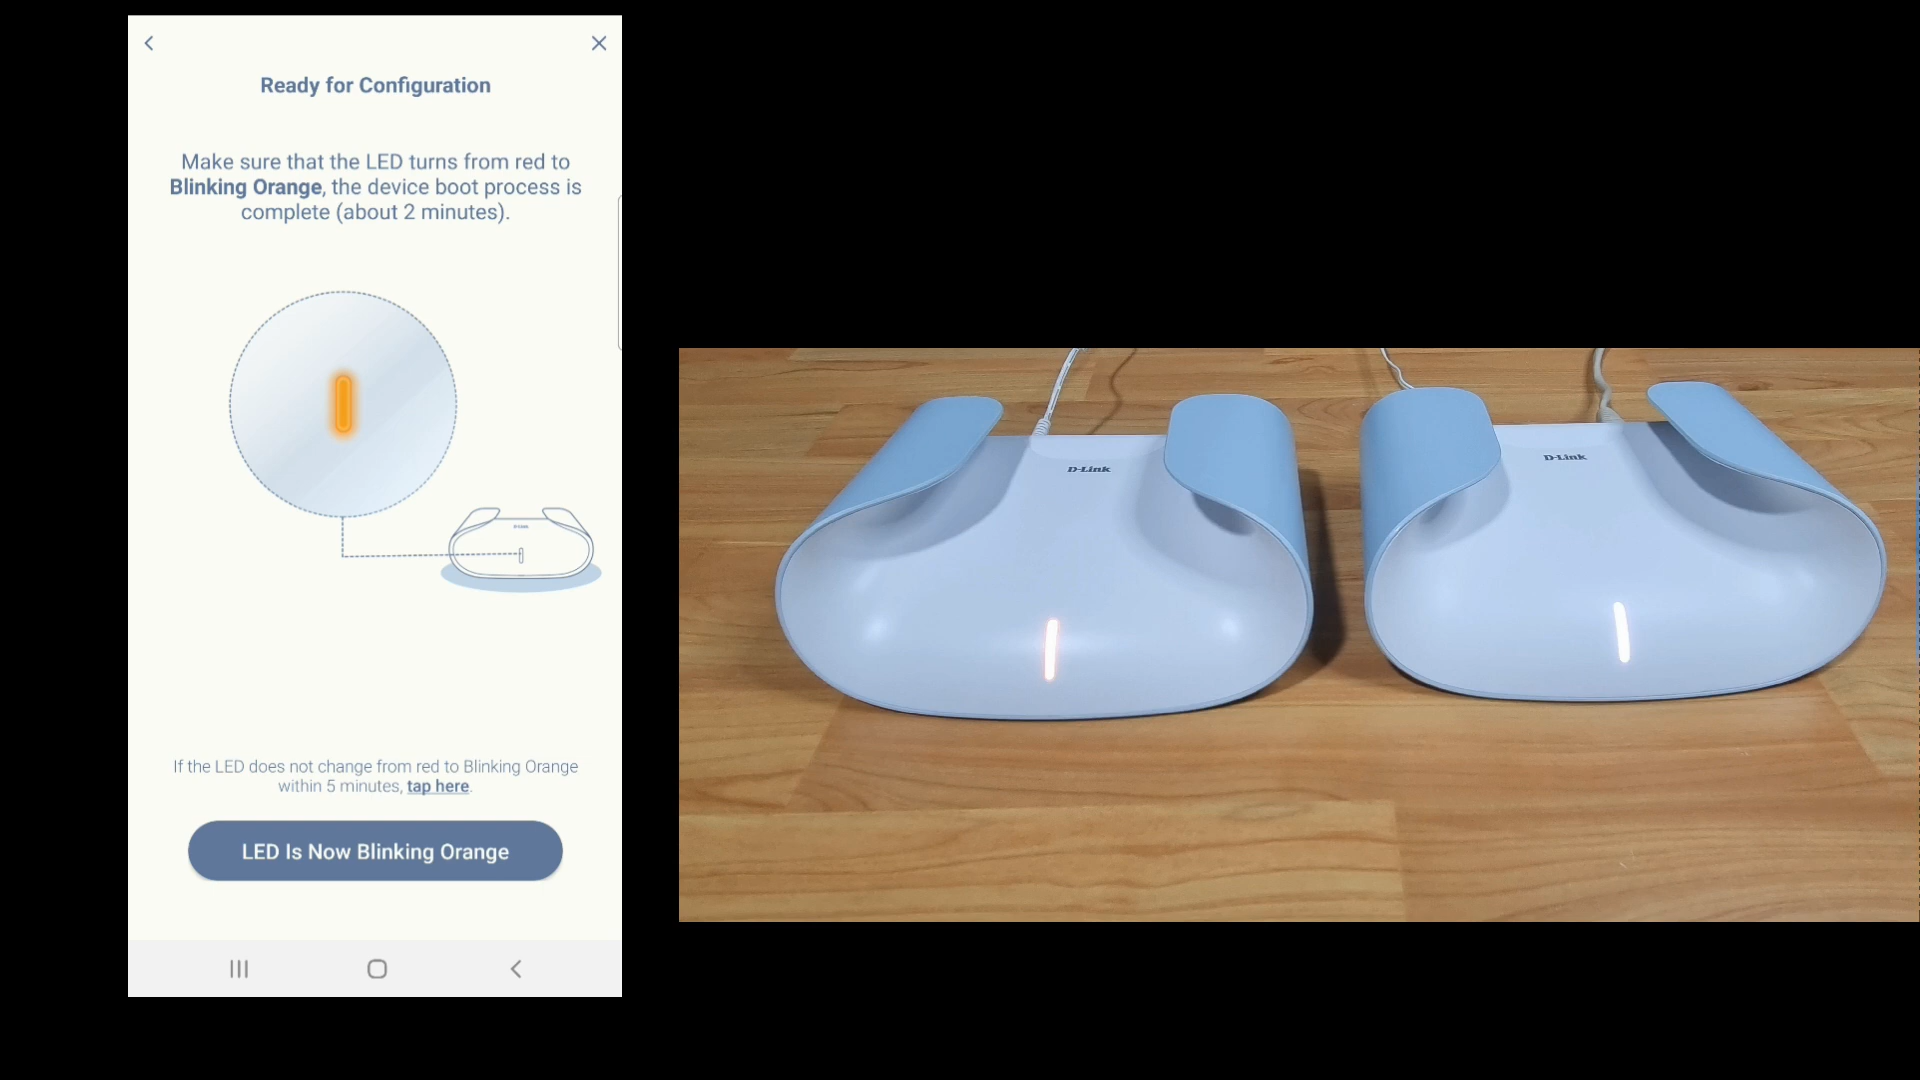 Ready for Configuration
Make sure that the LED turns from red to
Blinking Orange, the device boot process is
complete (about 2 minutes).
If the LED does not change from red to Blinking Orange
within 5 minutes, tap here.
LED Is Now Blinking Orange
D-Link
D-Link